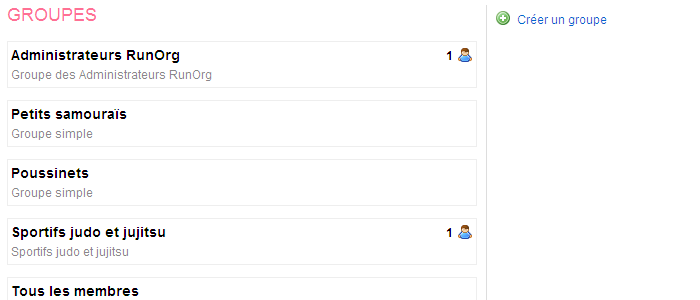 GROUPES
Créer un groupe
Administrateurs RunOrg 1
Groupe des Administrateurs RunOrg
Petits samouraïs
Groupe simple
Poussinets
Groupe simple
Sportifs judo et jujitsu 1
Sportifs judo et jujitsu
Tous les membres